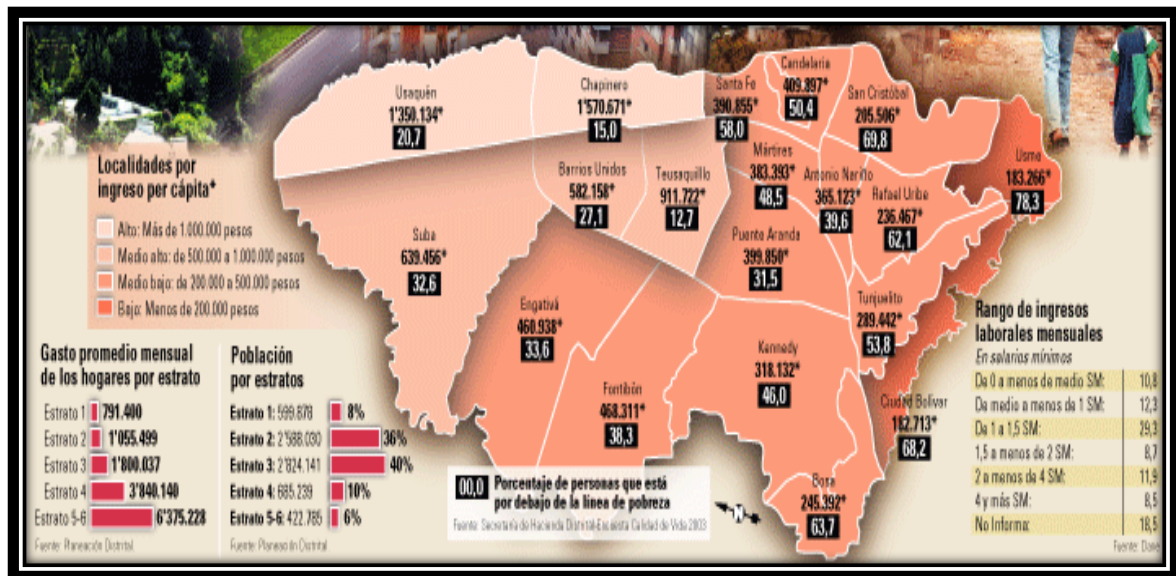 Usaquén
1'350.134*
20,7
Chapinero
1'570.671*
15,0
Santa Fe
390.855*
58,0
Candelaria
409.897*
50,4
San Cristóbal
205.506*
69,8
Usme
183.266*
78,3
Barrios Unidos
582.158*
27,1
Teusaquillo
911.722*
12,7
Mártires
383.393*
48,5
Antonio Nariño
365.123*
39,6
Rafael Uribe
236.467*
62,1
Suba
639.456*
32,6
Puente Aranda
399.850*
31,5
Engativá
460.938*
33,6
Tunjuelito
289.442*
53,8
Kennedy
318.132*
46,0
Fontibón
468.311*
38,3
Ciudad Bolívar
182.713*
68,2
Bosa
245.392*
63,7
Localidades por
ingreso per cápita*
Alto: Más de 1.000.000 pesos
Medio alto: de 500.000 a 1.000.000 pesos
Medio bajo: de 200.000 a 500.000 pesos
Bajo: Menos de 200.000 pesos
Gasto promedio mensual
de los hogares por estrato
Estrato 1 791.400
Estrato 2 1'055.499
Estrato 3 1'800.037
Estrato 4 3'840.140
Estrato 5-6 6'375.228
Fuente: Planeación Distrital
Población
por estratos
Estrato 1: 599.878 8%
Estrato 2: 2'588.030 36%
Estrato 3: 2'824.141 40%
Estrato 4: 685.239 10%
Estrato 5-6: 422.785 6%
Fuente: Planeación Distrital
00,0 Porcentaje de personas que está
por debajo de la línea de pobreza
Fuente: Secretaría de Hacienda Distrital-Encuesta Calidad de Vida 2003
N
Rango de ingresos
laborales mensuales
En salarios mínimos
De 0 a menos de medio SM: 10,8
De medio a menos de 1 SM: 12,3
De 1 a 1,5 SM: 29,3
1,5 a menos de 2 SM: 8,7
2 a menos de 4 SM: 11,9
4 y más SM: 8,5
No Informa: 18,5
Fuente: Dane